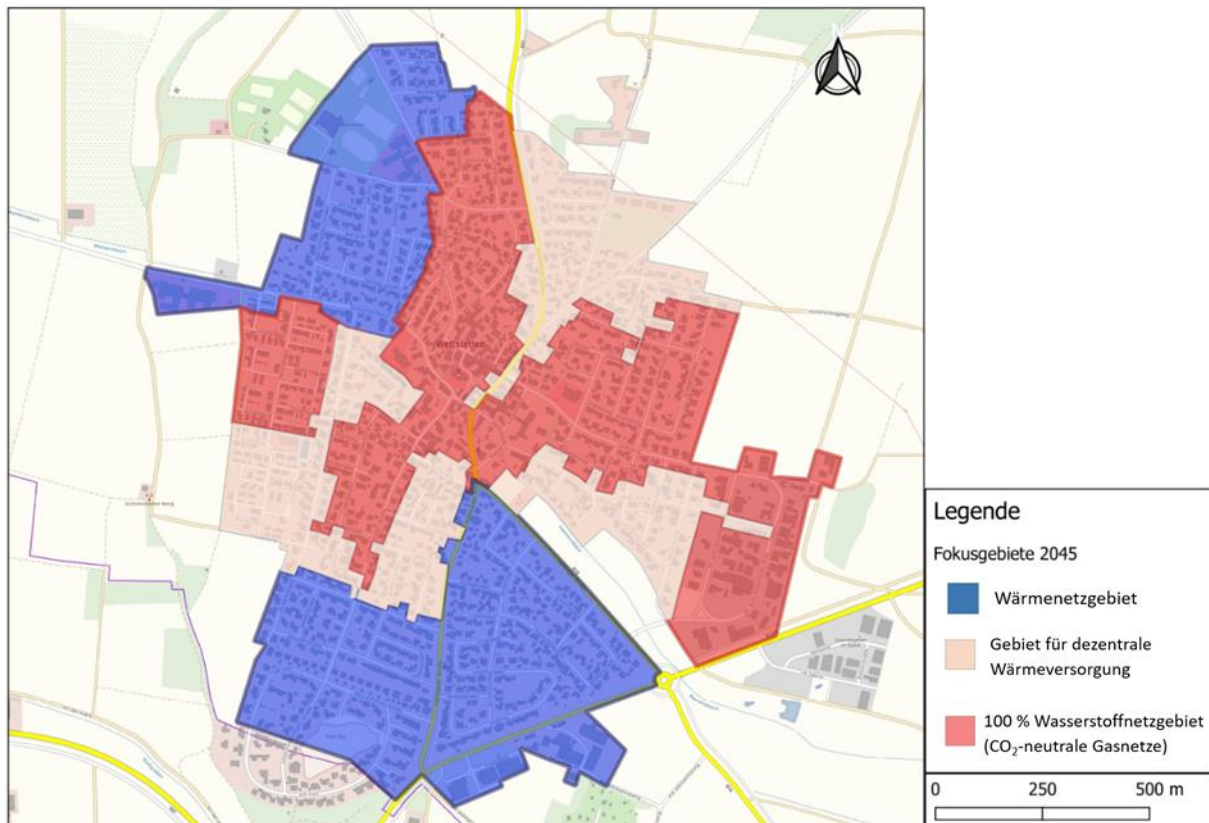 N
Wettstetten
Legende
Fokusgebiete 2045
Wärmenetzgebiet
Gebiet für dezentrale
Wärmeversorgung
100 % Wasserstoffnetzgebiet
(CO₂-neutrale Gasnetze)
0 250 500 m